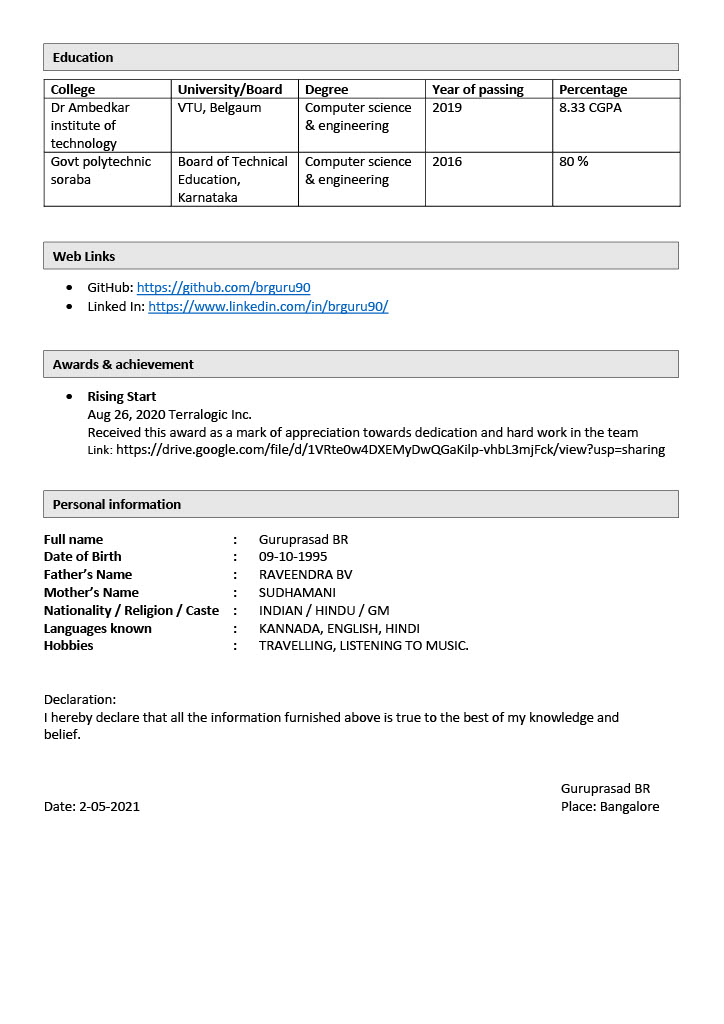 Education
College University/Board Degree Year of passing Percentage
Dr Ambedkar institute of technology VTU, Belgaum Computer science & engineering 2019 8.33 CGPA
Govt polytechnic soraba Board of Technical Education, Karnataka Computer science & engineering 2016 80 %
Web Links
• GitHub: https://github.com/brguru90
• Linked In: https://www.linkedin.com/in/brguru90/
Awards & achievement
• Rising Start
Aug 26, 2020 Terralogic Inc.
Received this award as a mark of appreciation towards dedication and hard work in the team
Link: https://drive.google.com/file/d/1VRte0w4DXEMyDwQGaKilp-vhbL3mjFck/view?usp=sharing
Personal information
Full name : Guruprasad BR
Date of Birth : 09-10-1995
Father’s Name : RAVEENDRA BV
Mother’s Name : SUDHAMANI
Nationality / Religion / Caste : INDIAN / HINDU / GM
Languages known : KANNADA, ENGLISH, HINDI
Hobbies : TRAVELLING, LISTENING TO MUSIC.
Declaration:
I hereby declare that all the information furnished above is true to the best of my knowledge and
belief.
Guruprasad BR
Date: 2-05-2021 Place: Bangalore